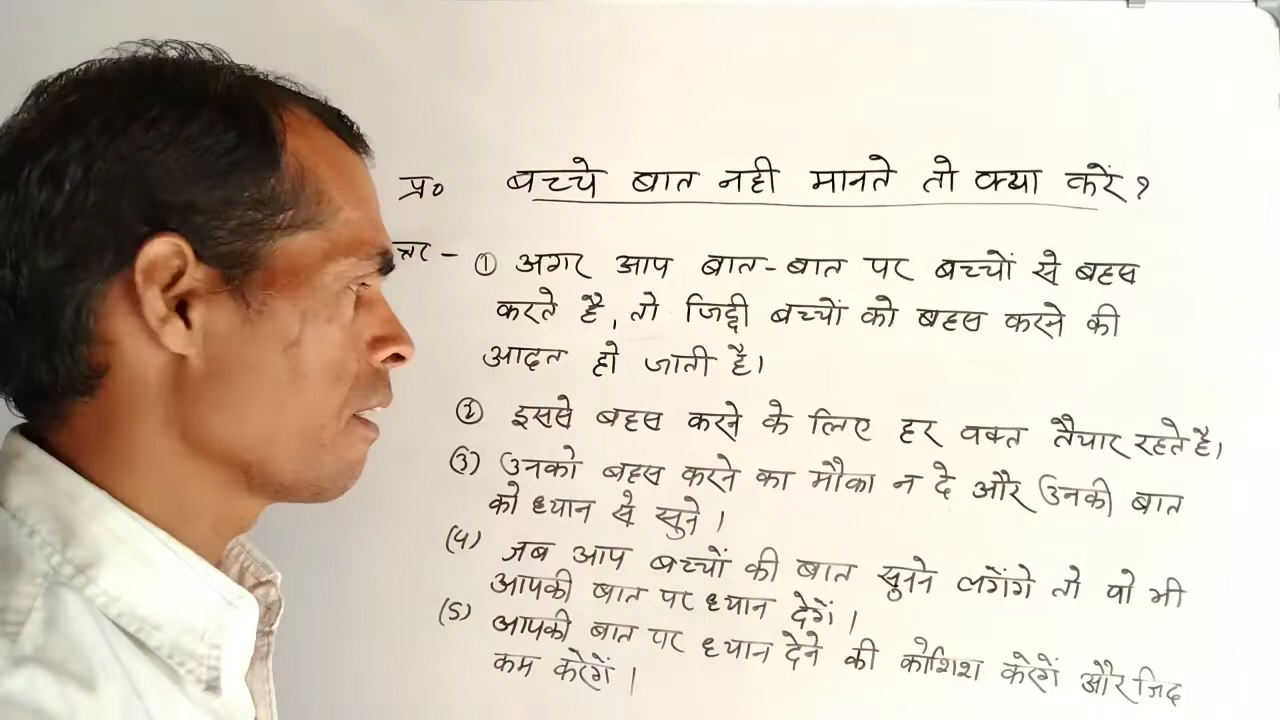 प्र० बच्चे बात नही मानते तो क्या करें ?
① अगर आप बात-बात पर बच्चों से बहस
करते है, तो जिद्दी बच्चों को बहस करने की
आदत हो जाती है।
② इससे बहस करने के लिए हर वक्त तैयार रहते है।
(3) उनको बहस करने का मौका न दे और उनकी बात
को ध्यान से सुने।
(4) जब आप बच्चों की बात सुनने लगेंगे तो वो भी
आपकी बात पर ध्यान देगें।
(5) आपकी बात पर ध्यान देने की कोशिश करेगें और जिद
कम करेगें।